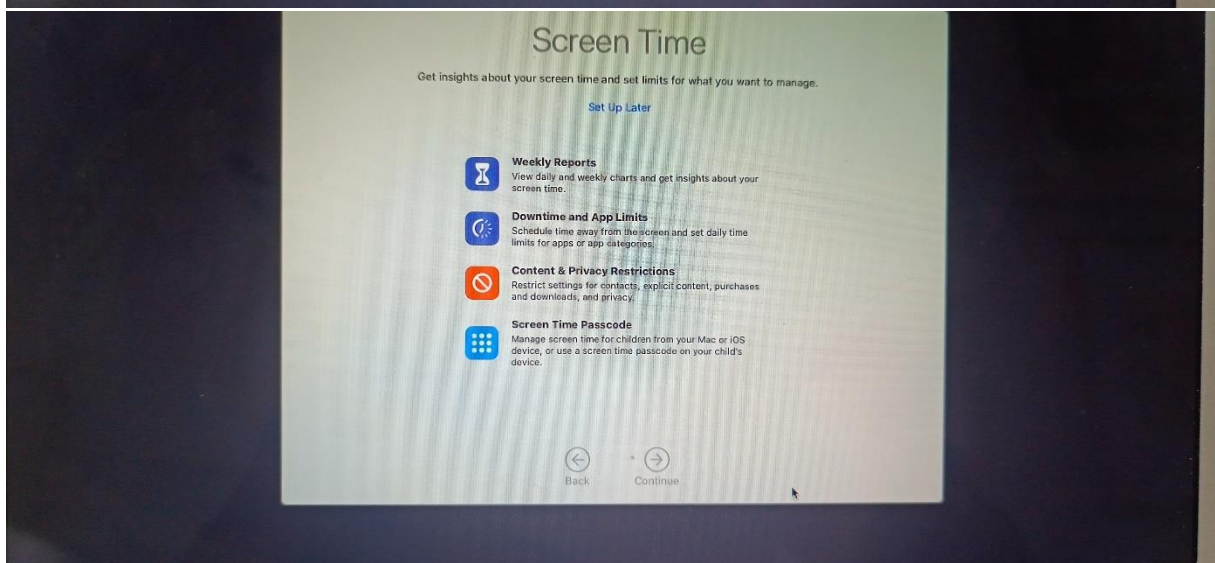 Screen Time
Get insights about your screen time and set limits for what you want to manage.
Set Up Later
Weekly Reports
View daily and weekly charts and get insights about your
screen time.
Downtime and App Limits
Schedule time away from the screen and set daily time
limits for apps or app categories.
Content & Privacy Restrictions
Restrict settings for contacts, explicit content, purchases
and downloads, and privacy.
Screen Time Passcode
Manage screen time for children from your Mac or iOS
device, or use a screen time passcode on your child's
device.
Back
Continue